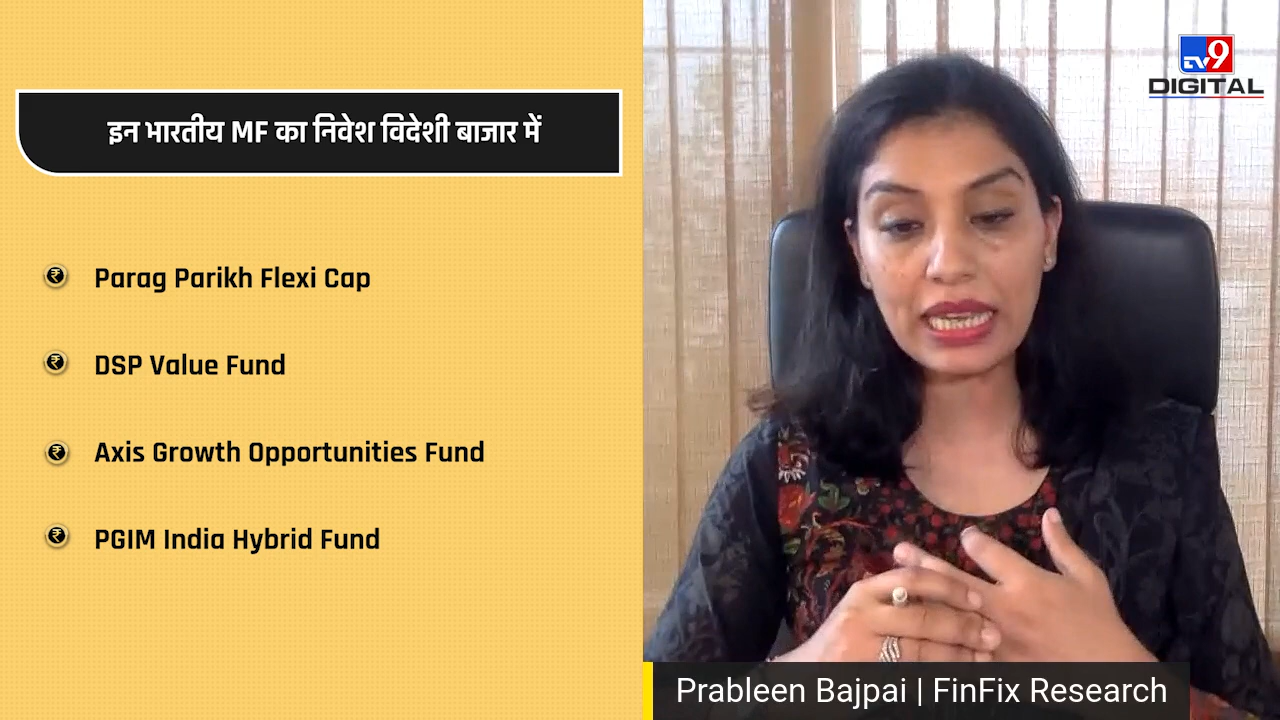 इन भारतीय MF का निवेश विदेशी बाजार में
Parag Parikh Flexi Cap
DSP Value Fund
Axis Growth Opportunities Fund
PGIM India Hybrid Fund
TV9
DIGITAL
Prableen Bajpai | FinFix Research